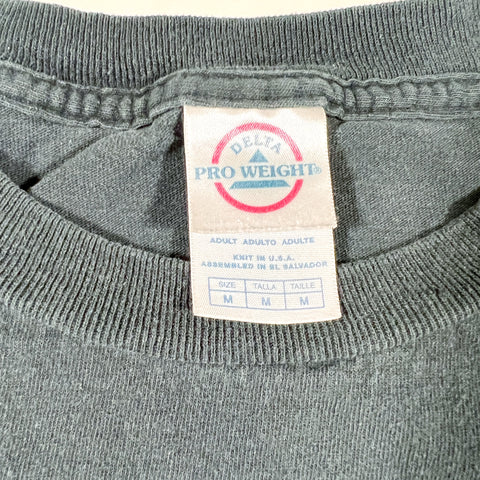 DELTA
PRO WEIGHT®
ADULT ADULTO ADULTE
KNIT IN U.S.A.
ASSEMBLED IN EL SALVADOR
SIZE TALLA TAILLE
M M M